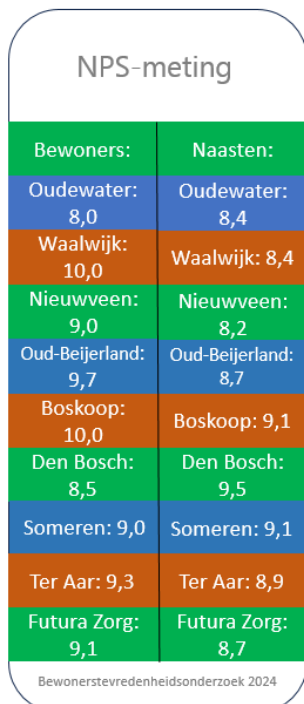 NPS-meting
Bewoners:
Naasten:
Oudewater:
8,0
Oudewater:
8,4
Waalwijk:
10,0
Waalwijk: 8,4
Nieuwveen:
9,0
Nieuwveen:
8,2
Oud-Beijerland:
9,7
Oud-Beijerland:
8,7
Boskoop:
10,0
Boskoop: 9,1
Den Bosch:
8,5
Den Bosch:
9,5
Someren: 9,0
Someren: 9,1
Ter Aar: 9,3
Ter Aar: 8,9
Futura Zorg:
9,1
Futura Zorg:
8,7
Bewonerstevredenheidsonderzoek 2024